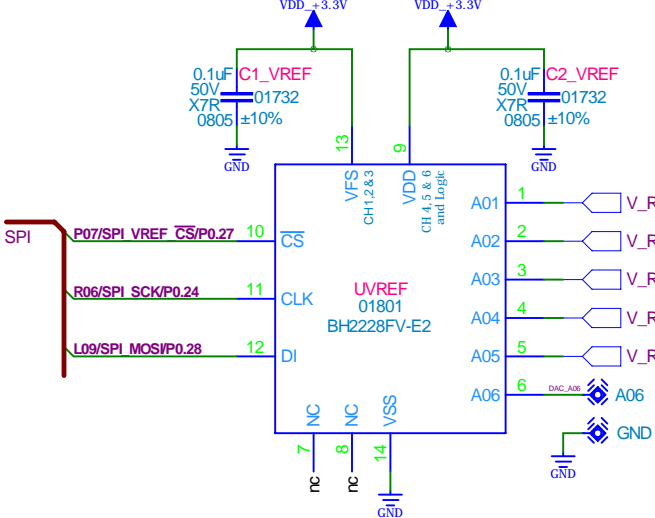 VDD_+3.3V
VDD_+3.3V
0.1uF C1_VREF
50V
X7R 01732
0805 ±10%
GND
0.1uF C2_VREF
50V
X7R 01732
0805 ±10%
GND
13
9
VFS
CH1,2 & 3
VDD
CH 4, 5 & 6
and Logic
SPI
P07/SPI_VREF_CS/P0.27
10
CS
R06/SPI_SCK/P0.24
11
CLK
L09/SPI_MOSI/P0.28
12
DI
UVREF
01801
BH2228FV-E2
A01
1
V_R
A02
2
V_R
A03
3
V_R
A04
4
V_R
A05
5
V_R
A06
6
DAC_A06
A06
GND
GND
NC
7
nc
NC
8
nc
VSS
14
GND